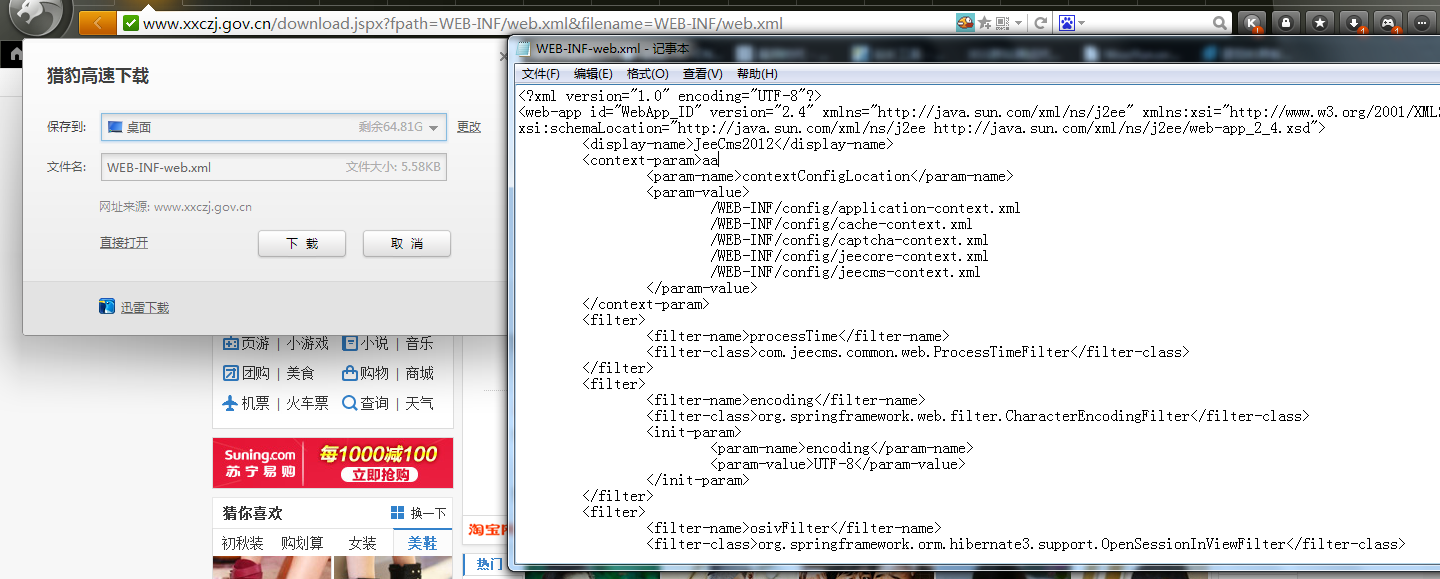 www.xxczj.gov.cn/download.jspx?fpath=WEB-INF/web.xml&filename=WEB-INF/web.xml
猎豹高速下载
保存到:
桌面
剩余64.81G
更改
文件名:
WEB-INF-web.xml
文件大小: 5.58KB
网址来源: www.xxczj.gov.cn
直接打开
下 载
取 消
迅雷下载
页游 | 小游戏
小说 | 音乐
团购 | 美食
购物 | 商城
机票 | 火车票
查询 | 天气
Suning.com
苏宁易购
每1000减100
立即抢购
猜你喜欢
换一下
初秋装
购划算
女装
美鞋
淘宝
热门
WEB-INF-web.xml - 记事本
文件(F) 编辑(E) 格式(O) 查看(V) 帮助(H)
<?xml version="1.0" encoding="UTF-8"?>
<web-app id="WebApp_ID" version="2.4" xmlns="http://java.sun.com/xml/ns/j2ee" xmlns:xsi="http://www.w3.org/2001/XMLS
xsi:schemaLocation="http://java.sun.com/xml/ns/j2ee http://java.sun.com/xml/ns/j2ee/web-app_2_4.xsd">
<display-name>JeeCms2012</display-name>
<context-param>aa
<param-name>contextConfigLocation</param-name>
<param-value>
/WEB-INF/config/application-context.xml
/WEB-INF/config/cache-context.xml
/WEB-INF/config/captcha-context.xml
/WEB-INF/config/jeecore-context.xml
/WEB-INF/config/jeecms-context.xml
</param-value>
</context-param>
<filter>
<filter-name>processTime</filter-name>
<filter-class>com.jeecms.common.web.ProcessTimeFilter</filter-class>
</filter>
<filter>
<filter-name>encoding</filter-name>
<filter-class>org.springframework.web.filter.CharacterEncodingFilter</filter-class>
<init-param>
<param-name>encoding</param-name>
<param-value>UTF-8</param-value>
</init-param>
</filter>
<filter>
<filter-name>osivFilter</filter-name>
<filter-class>org.springframework.orm.hibernate3.support.OpenSessionInViewFilter</filter-class>